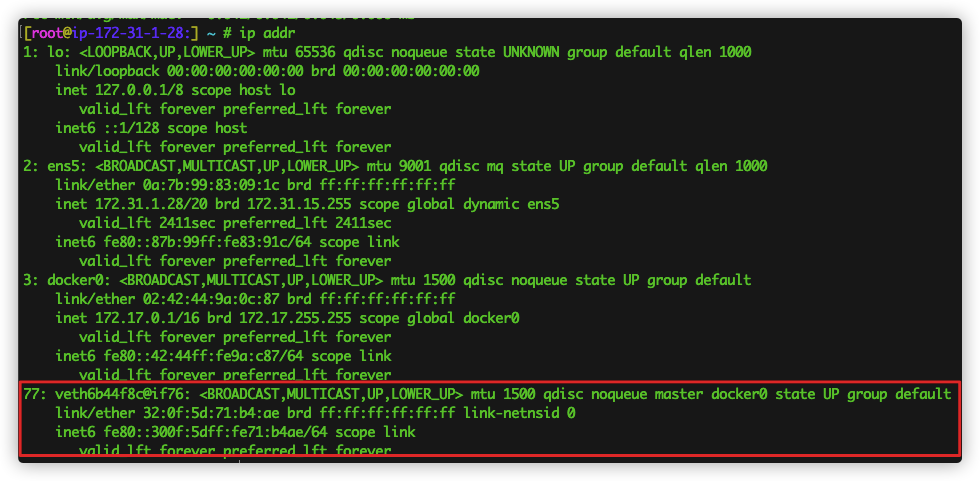 [root@ip-172-31-1-28:] ~ # ip addr
1: lo: <LOOPBACK,UP,LOWER_UP> mtu 65536 qdisc noqueue state UNKNOWN group default qlen 1000
link/loopback 00:00:00:00:00:00 brd 00:00:00:00:00:00
inet 127.0.0.1/8 scope host lo
valid_lft forever preferred_lft forever
inet6 ::1/128 scope host
valid_lft forever preferred_lft forever
2: ens5: <BROADCAST,MULTICAST,UP,LOWER_UP> mtu 9001 qdisc mq state UP group default qlen 1000
link/ether 0a:7b:99:83:09:1c brd ff:ff:ff:ff:ff:ff
inet 172.31.1.28/20 brd 172.31.15.255 scope global dynamic ens5
valid_lft 2411sec preferred_lft 2411sec
inet6 fe80::87b:99ff:fe83:91c/64 scope link
valid_lft forever preferred_lft forever
3: docker0: <BROADCAST,MULTICAST,UP,LOWER_UP> mtu 1500 qdisc noqueue state UP group default
link/ether 02:42:44:9a:0c:87 brd ff:ff:ff:ff:ff:ff
inet 172.17.0.1/16 brd 172.17.255.255 scope global docker0
valid_lft forever preferred_lft forever
inet6 fe80::42:44ff:fe9a:c87/64 scope link
valid_lft forever preferred_lft forever
77: veth6b44f8c@if76: <BROADCAST,MULTICAST,UP,LOWER_UP> mtu 1500 qdisc noqueue master docker0 state UP group default
link/ether 32:0f:5d:71:b4:ae brd ff:ff:ff:ff:ff:ff link-netnsid 0
inet6 fe80::300f:5dff:fe71:b4ae/64 scope link
valid_lft forever preferred_lft forever